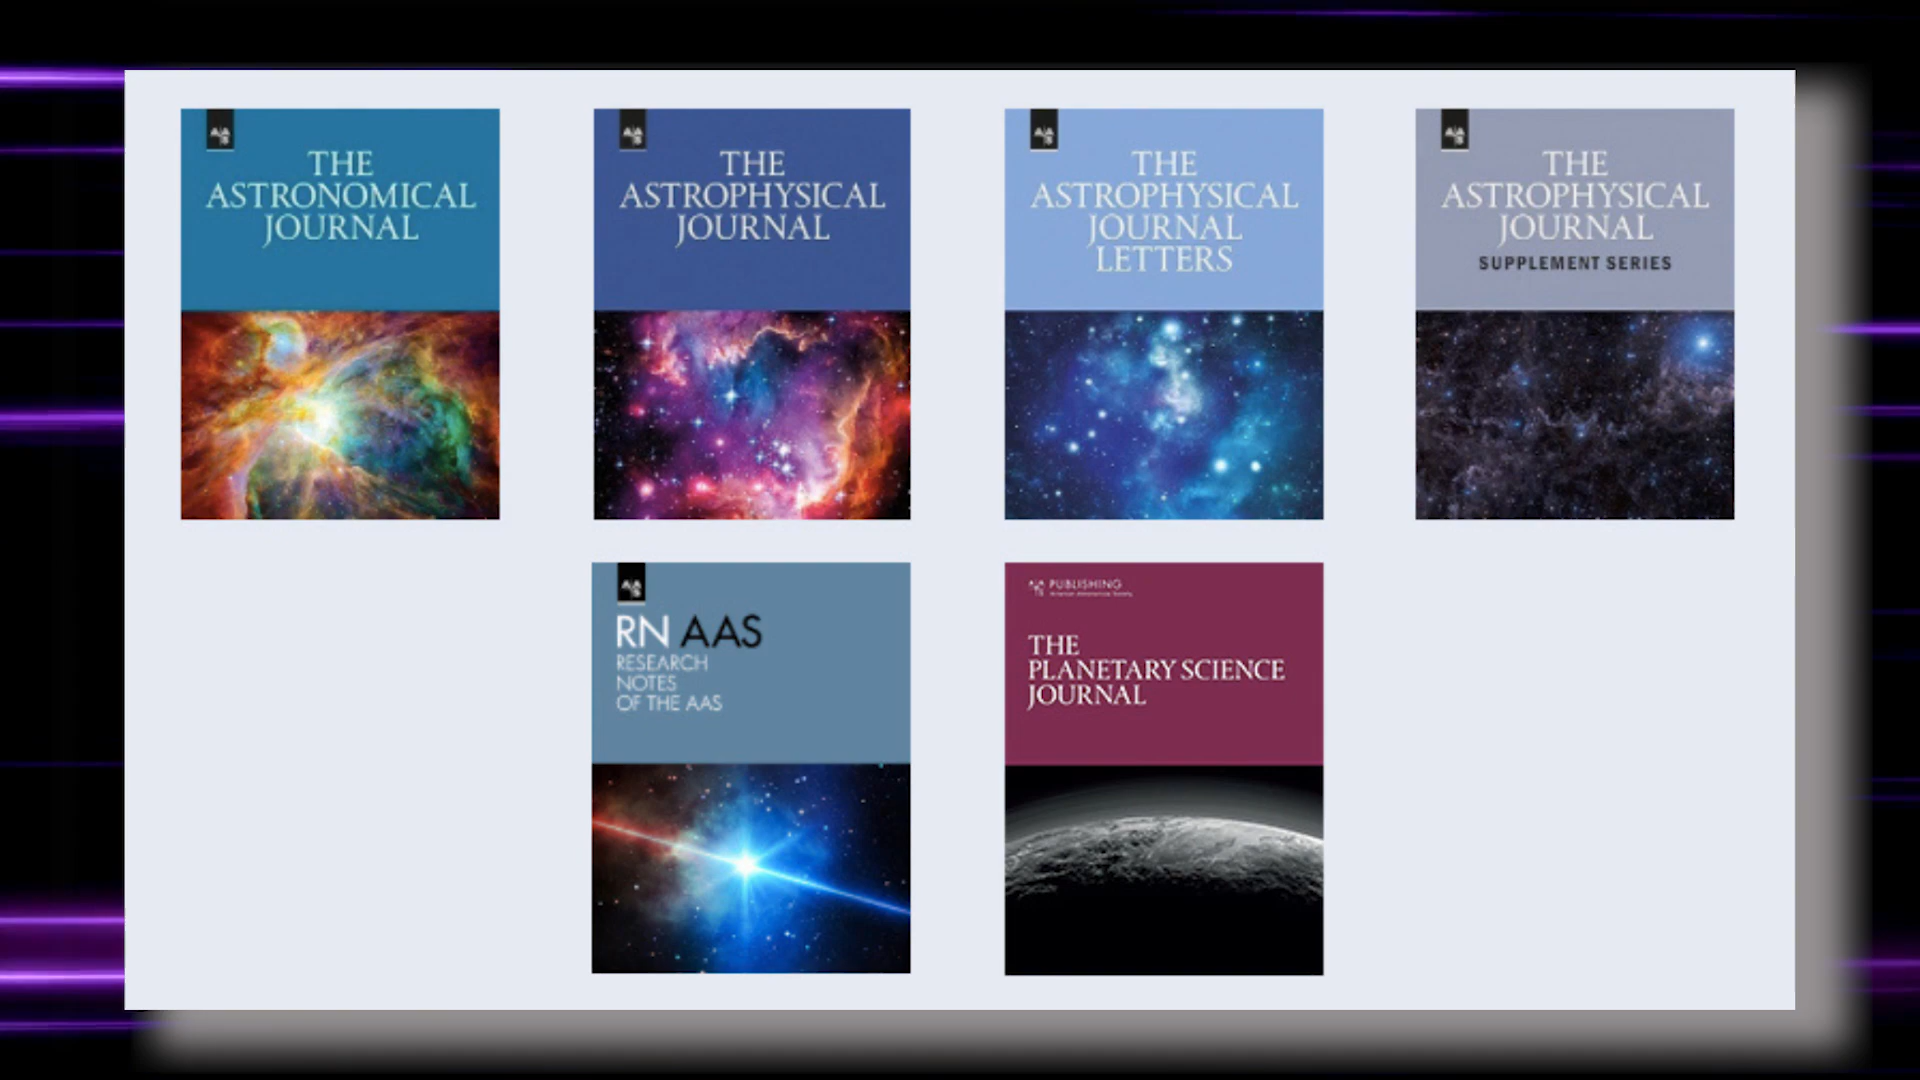 THE
ASTRONOMICAL
JOURNAL
THE
ASTROPHYSICAL
JOURNAL
THE
ASTROPHYSICAL
JOURNAL
LETTERS
THE
ASTROPHYSICAL
JOURNAL
SUPPLEMENT SERIES
RN AAS
RESEARCH
NOTES
OF THE AAS
PUBLISHING
THE
PLANETARY SCIENCE
JOURNAL